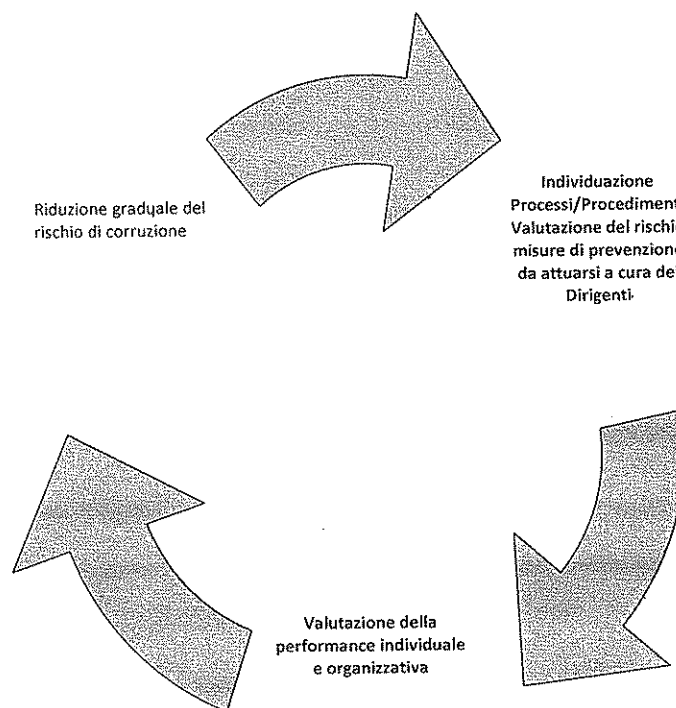 Riduzione graduale del
rischio di corruzione
Individuazione
Processi/Procediment
Valutazione del rischi
misure di prevenzione
da attuarsi a cura dei
Dirigenti
Valutazione della
performance individuale
e organizzativa